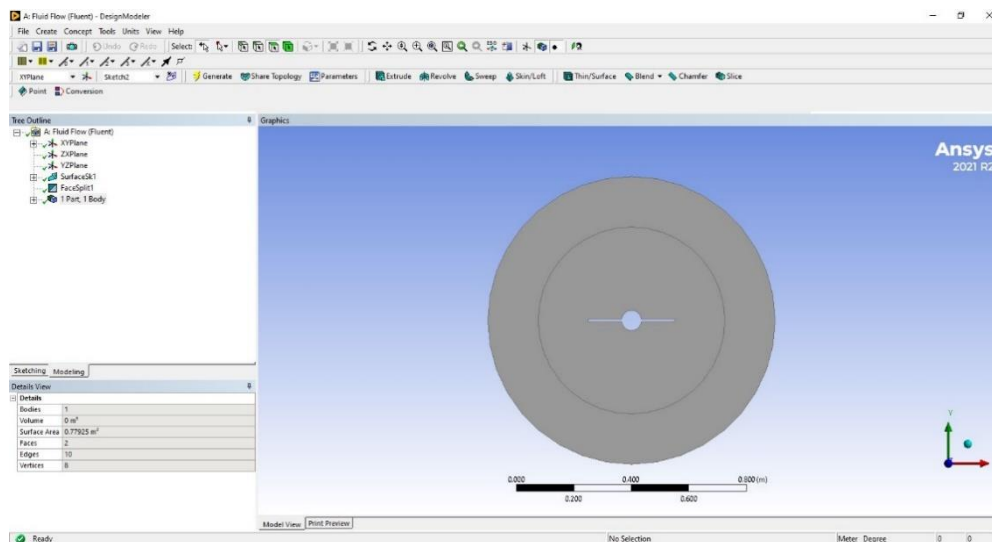 A: Fluid Flow (Fluent) - DesignModeler
File Create Concept Tools Units View Help
Undo Redo Select:
XYPlane Sketch2 Generate Share Topology Parameters Extrude Revolve Sweep Skin/Loft Thin/Surface Blend Chamfer Slice
Point Conversion
Tree Outline
A: Fluid Flow (Fluent)
XYPlane
ZXPlane
YZPlane
SurfaceSk1
FaceSplit1
1 Part, 1 Body
Sketching Modeling
Details View
Details
Bodies 1
Volume 0 m³
Surface Area 0.77925 m²
Faces 2
Edges 10
Vertices 8
Graphics
Ansys
2021 R2
0.000 0.400 0.800 (m)
0.200 0.600
Y
Model View Print Preview
Ready No Selection Meter Degree 0 0